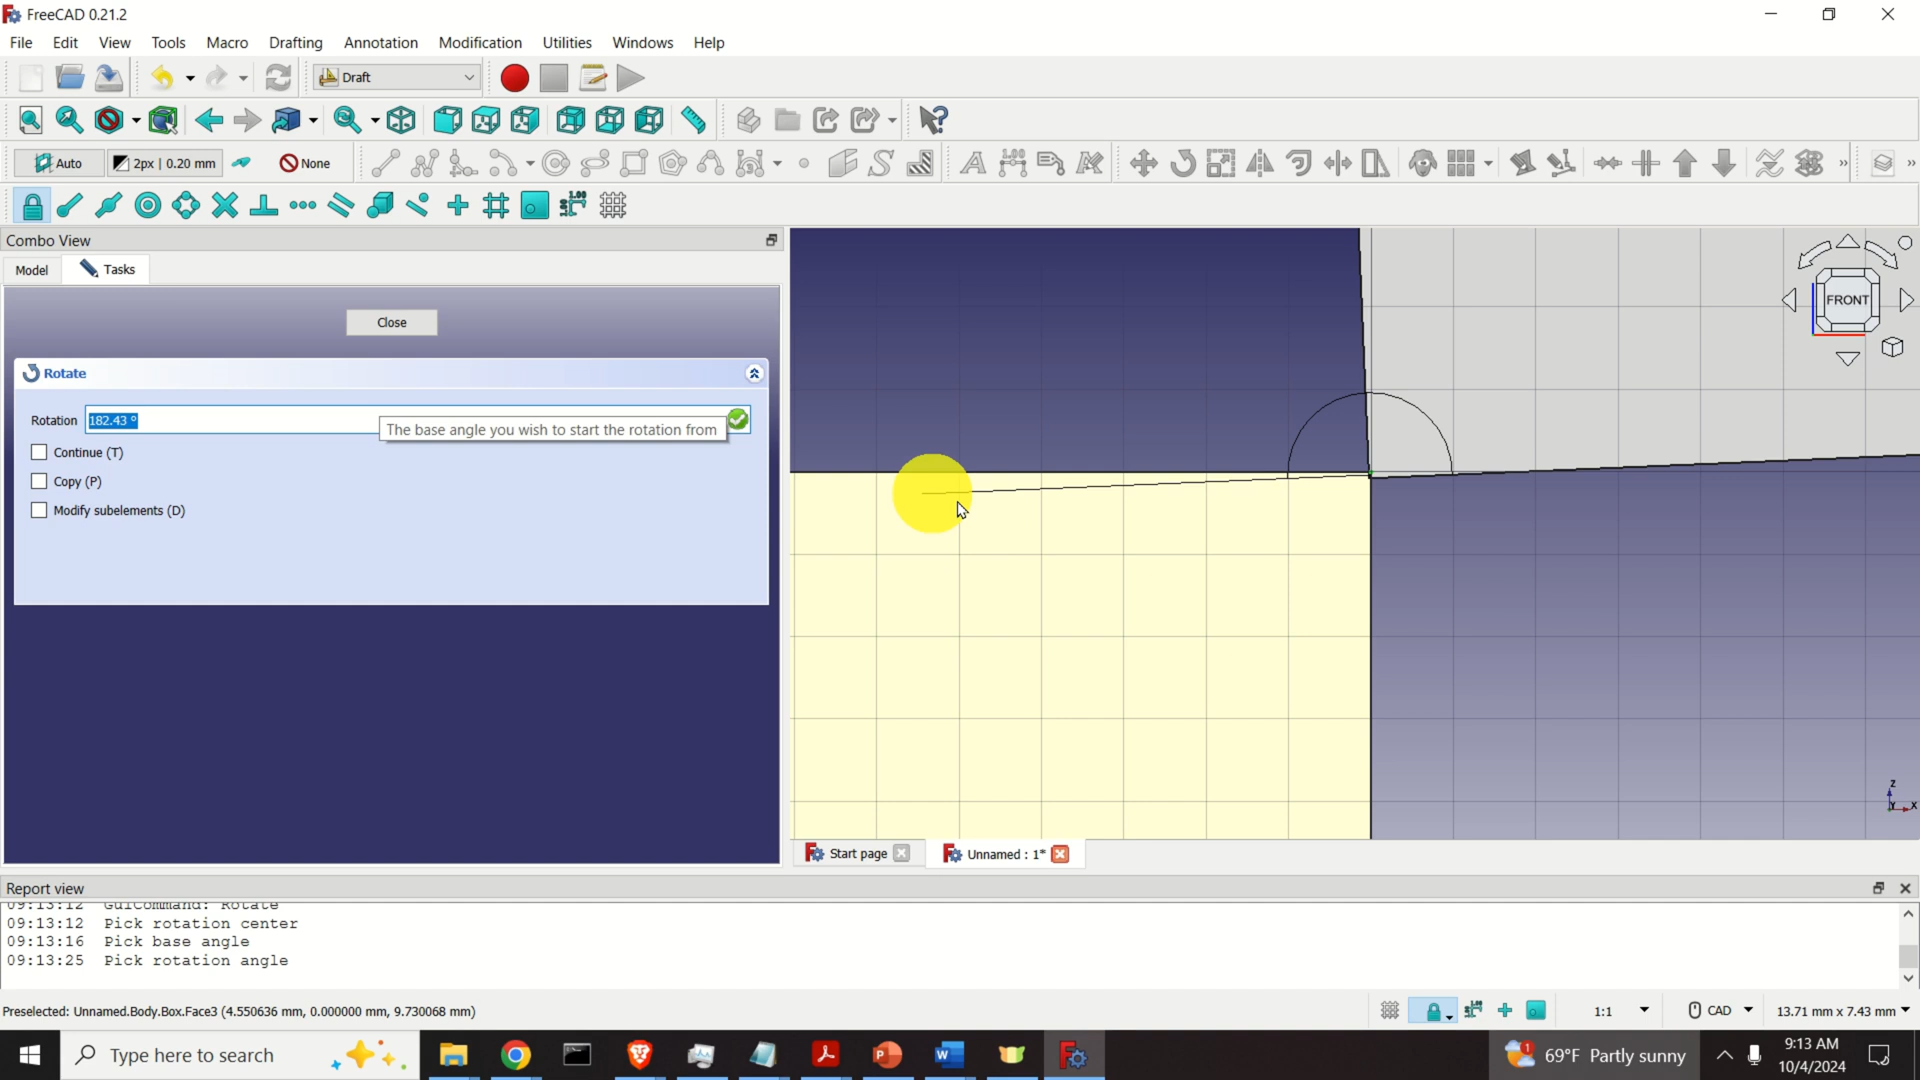 FreeCAD 0.21.2
File Edit View Tools Macro Drafting Annotation Modification Utilities Windows Help
Draft
Auto 2px | 0.20 mm None
Combo View
Model Tasks
Close
Rotate
Rotation 182.43 °
The base angle you wish to start the rotation from
Continue (T)
Copy (P)
Modify subelements (D)
FRONT
Z
Y X
Start page Unnamed : 1*
Report view
09:13:12 GuiCommand: Rotate
09:13:12 Pick rotation center
09:13:16 Pick base angle
09:13:25 Pick rotation angle
Preselected: Unnamed.Body.Box.Face3 (4.550636 mm, 0.000000 mm, 9.730068 mm)
1:1 CAD 13.71 mm x 7.43 mm
Type here to search
69°F Partly sunny
9:13 AM
10/4/2024